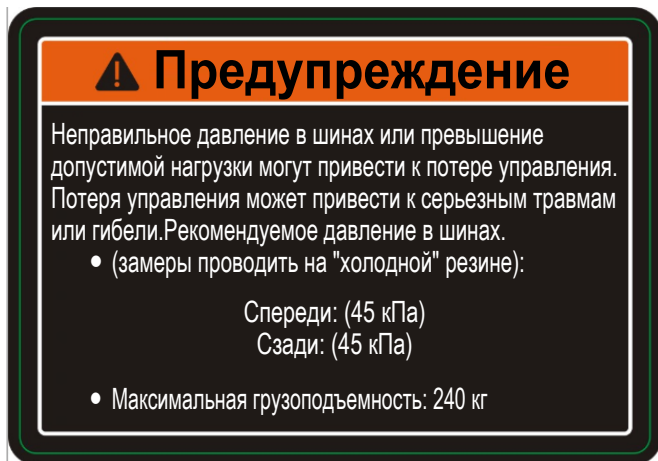 Предупреждение
Неправильное давление в шинах или превышение
допустимой нагрузки могут привести к потере управления.
Потеря управления может привести к серьезным травмам
или гибели.Рекомендуемое давление в шинах.
• (замеры проводить на "холодной" резине):
Спереди: (45 кПа)
Сзади: (45 кПа)
• Максимальная грузоподъемность: 240 кг